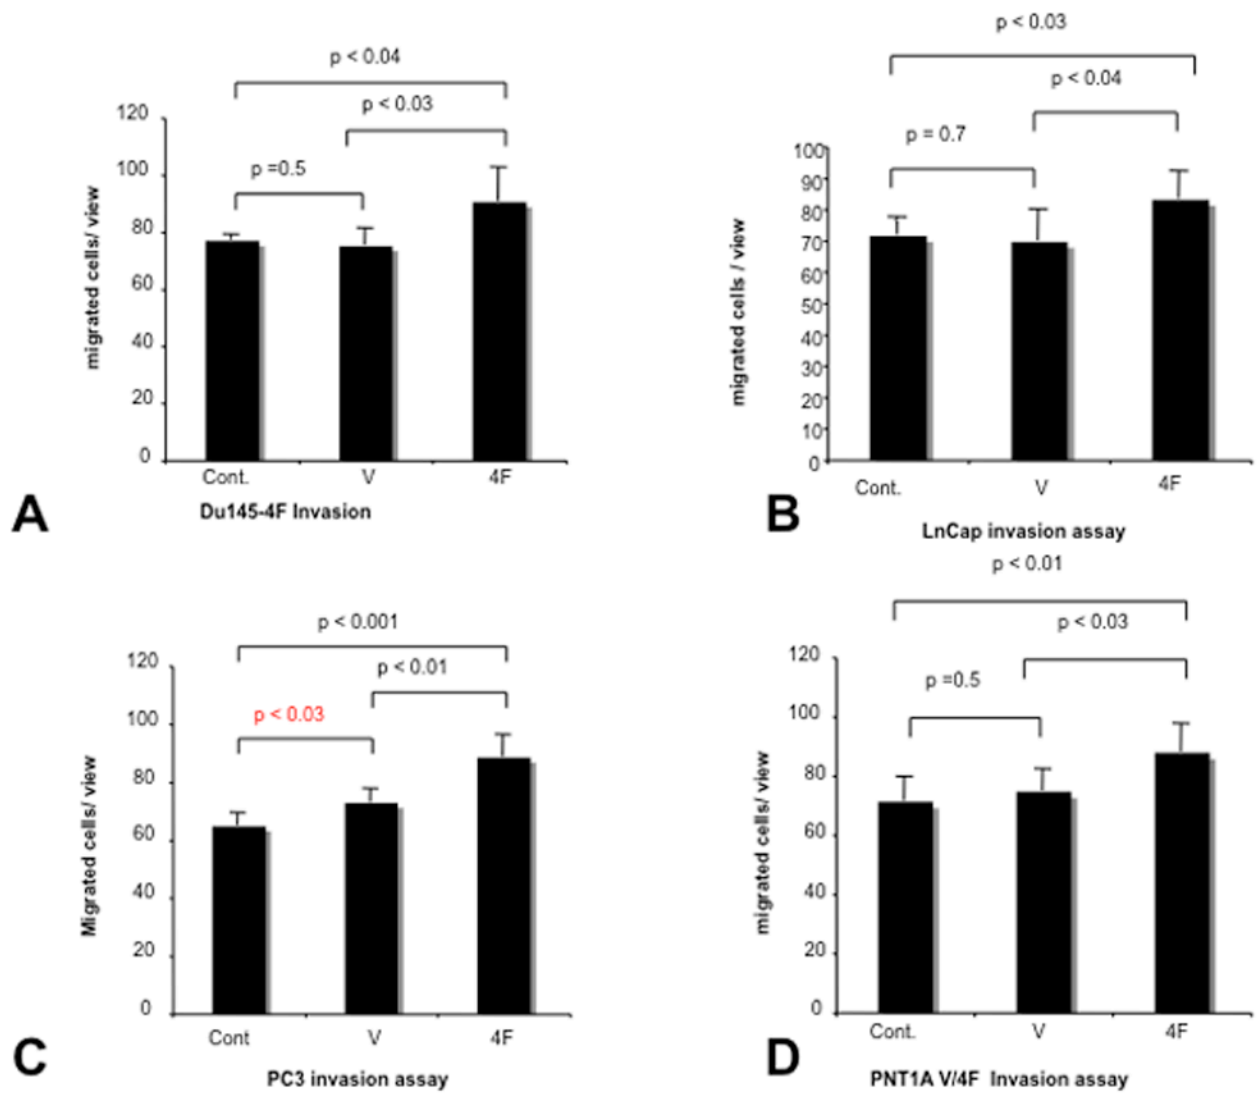 p < 0.04
p < 0.03
p =0.5
120
100
80
60
40
20
0
migrated cells/ view
Cont.
V
4F
A
Du145-4F Invasion
p < 0.03
p < 0.04
p = 0.7
100
90
80
70
60
50
40
30
20
10
0
migrated cells / view
Cont.
V
4F
B
LnCap invasion assay
p < 0.001
p < 0.01
p < 0.03
120
100
80
60
40
20
0
Migrated cells/ view
Cont
V
4F
C
PC3 invasion assay
p < 0.01
p < 0.03
p =0.5
120
100
80
60
40
20
0
migrated cells/ view
Cont.
V
4F
D
PNT1A V/4F Invasion assay